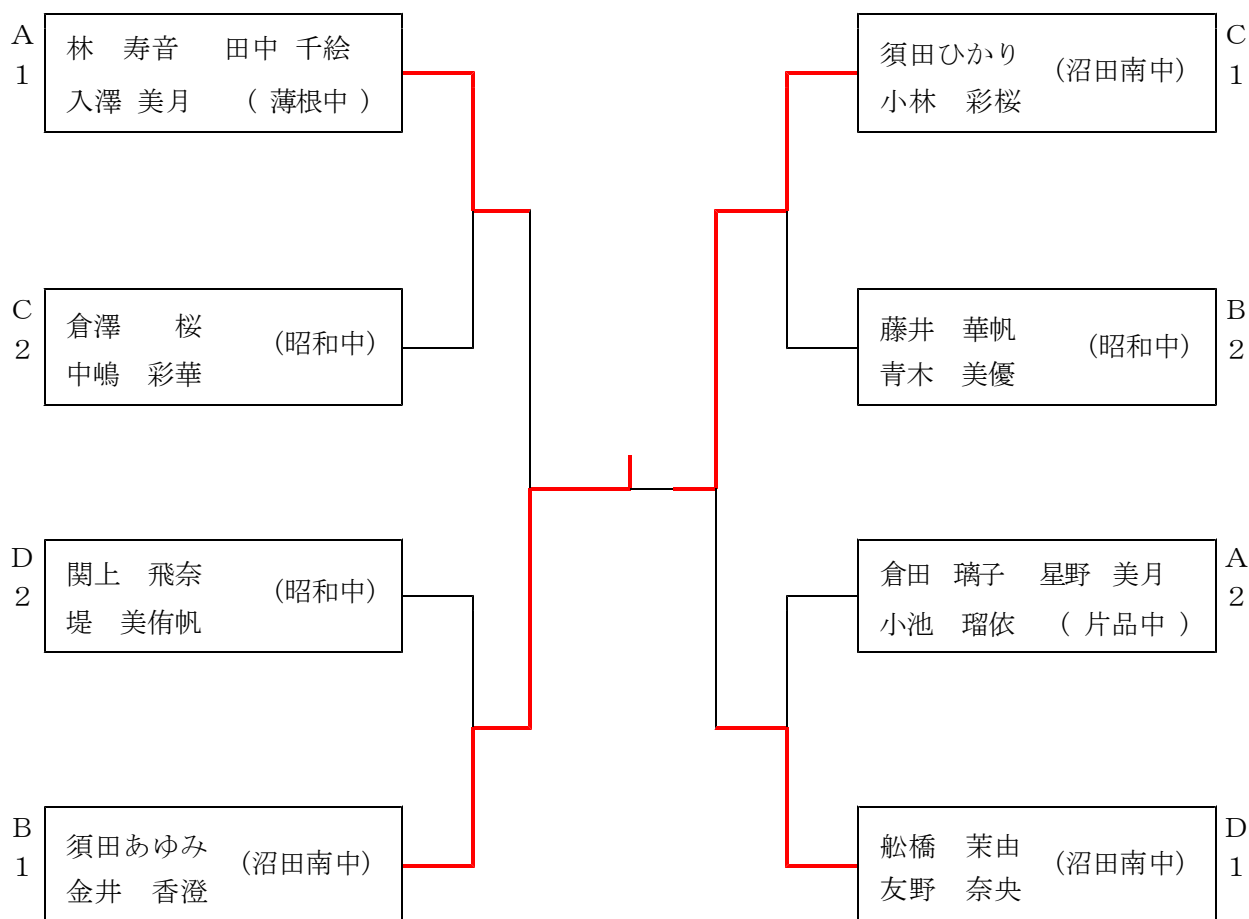 A
1
林 寿音 田中 千絵
入澤 美月 ( 薄根中 )
C
2
倉澤 桜 (昭和中)
中嶋 彩華
D
2
関上 飛奈 (昭和中)
堤 美侑帆
B
1
須田あゆみ (沼田南中)
金井 香澄
C
1
須田ひかり (沼田南中)
小林 彩桜
B
2
藤井 華帆 (昭和中)
青木 美優
A
2
倉田 璃子 星野 美月
小池 瑠依 ( 片品中 )
D
1
舩橋 茉由 (沼田南中)
友野 奈央